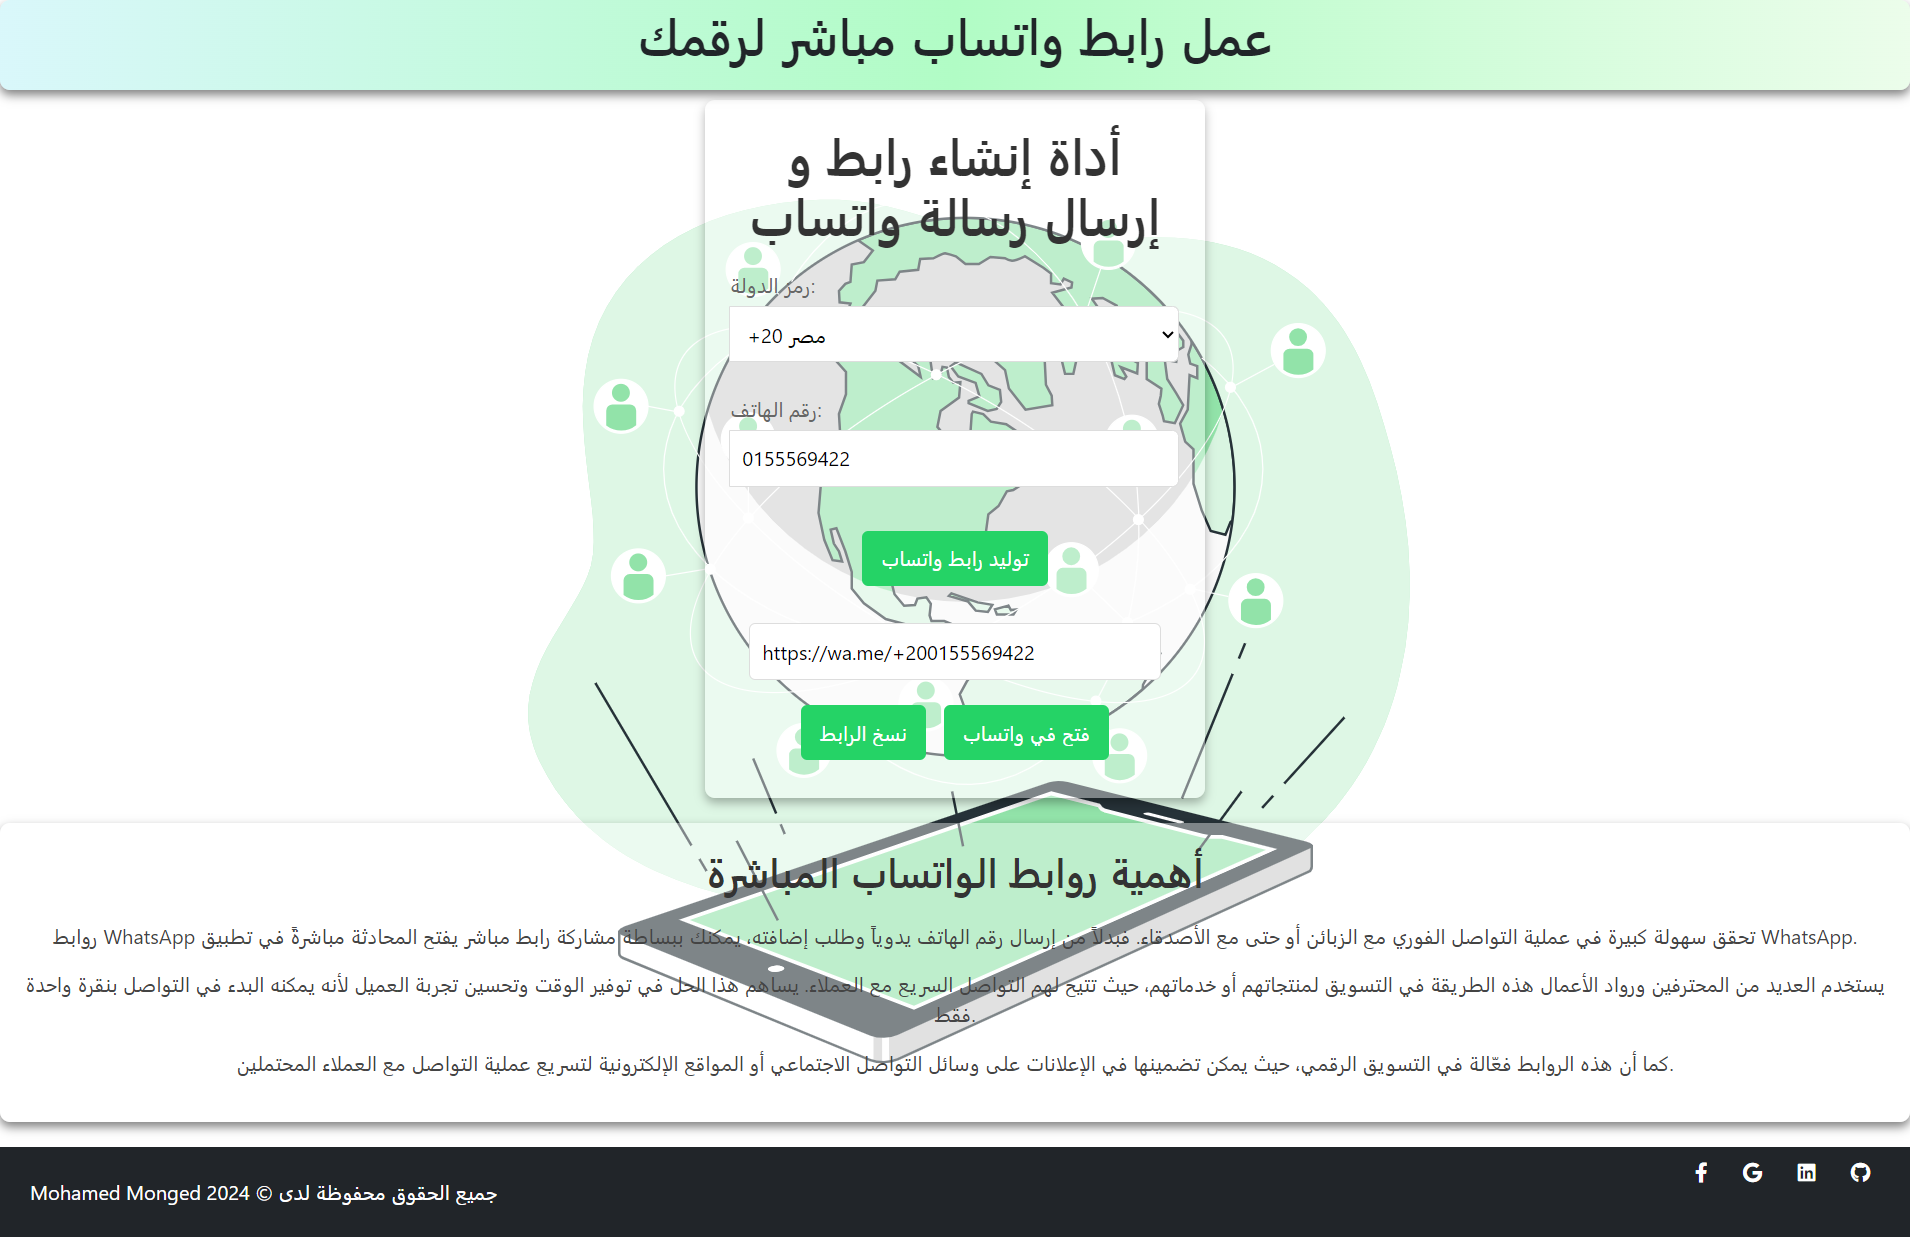 عمل رابط واتساب مباشر لرقمك
أداة إنشاء رابط و
إرسال رسالة واتساب
رمز الدولة:
مصر 20+
رقم الهاتف:
0155569422
توليد رابط واتساب
https://wa.me/+200155569422
نسخ الرابط
فتح في واتساب
أهمية روابط الواتساب المباشرة
روابط WhatsApp تحقق سهولة كبيرة في عملية التواصل الفوري مع الزبائن أو حتى مع الأصدقاء. فبدلاً من إرسال رقم الهاتف يدوياً وطلب إضافته، يمكنك ببساطة مشاركة رابط مباشر يفتح المحادثة مباشرةً في تطبيق WhatsApp.
يستخدم العديد من المحترفين ورواد الأعمال هذه الطريقة في التسويق لمنتجاتهم أو خدماتهم، حيث تتيح لهم التواصل السريع مع العملاء. يساهم هذا الحل في توفير الوقت وتحسين تجربة العميل لأنه يمكنه البدء في التواصل بنقرة واحدة
فقط.
كما أن هذه الروابط فعّالة في التسويق الرقمي، حيث يمكن تضمينها في الإعلانات على وسائل التواصل الاجتماعي أو المواقع الإلكترونية لتسريع عملية التواصل مع العملاء المحتملين.
جميع الحقوق محفوظة لدى © 2024 Mohamed Monged